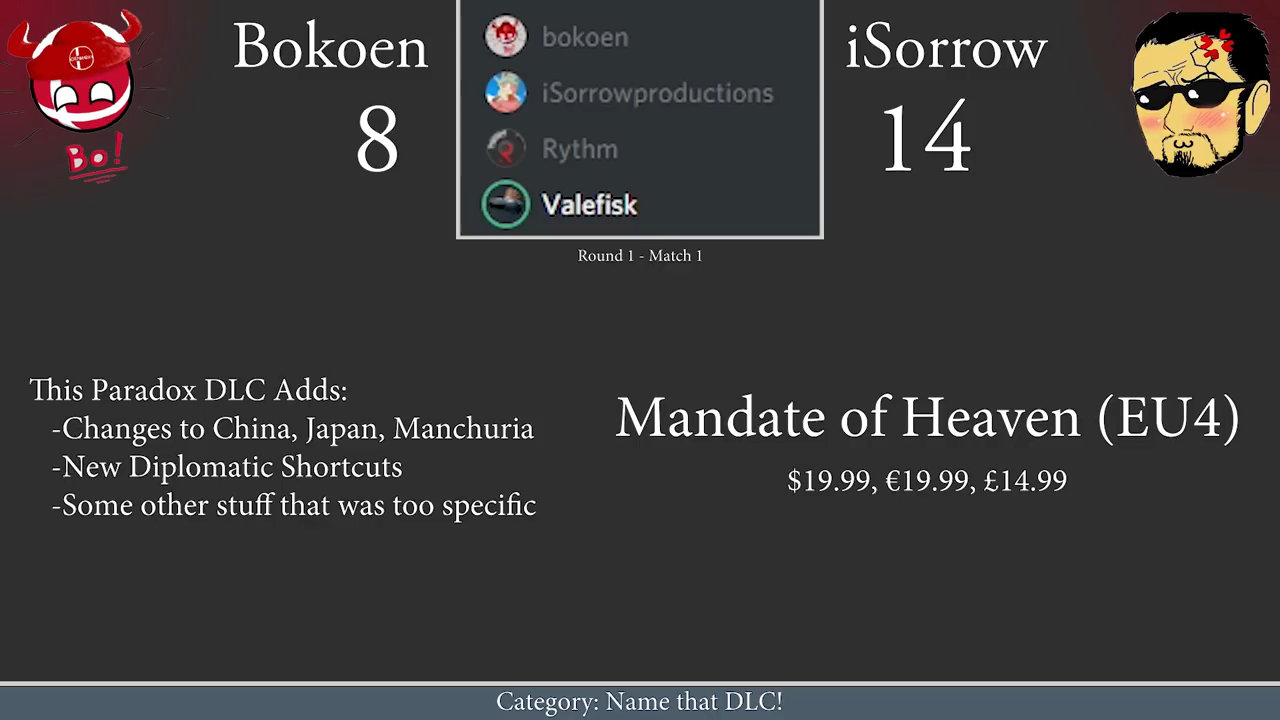 Bokoen
8
Bo!
bokoen
iSorrowproductions
Rythm
Valefisk
iSorrow
14
Round 1 - Match 1
This Paradox DLC Adds:
-Changes to China, Japan, Manchuria
-New Diplomatic Shortcuts
-Some other stuff that was too specific
Mandate of Heaven (EU4)
$19.99, €19.99, £14.99
Category: Name that DLC!